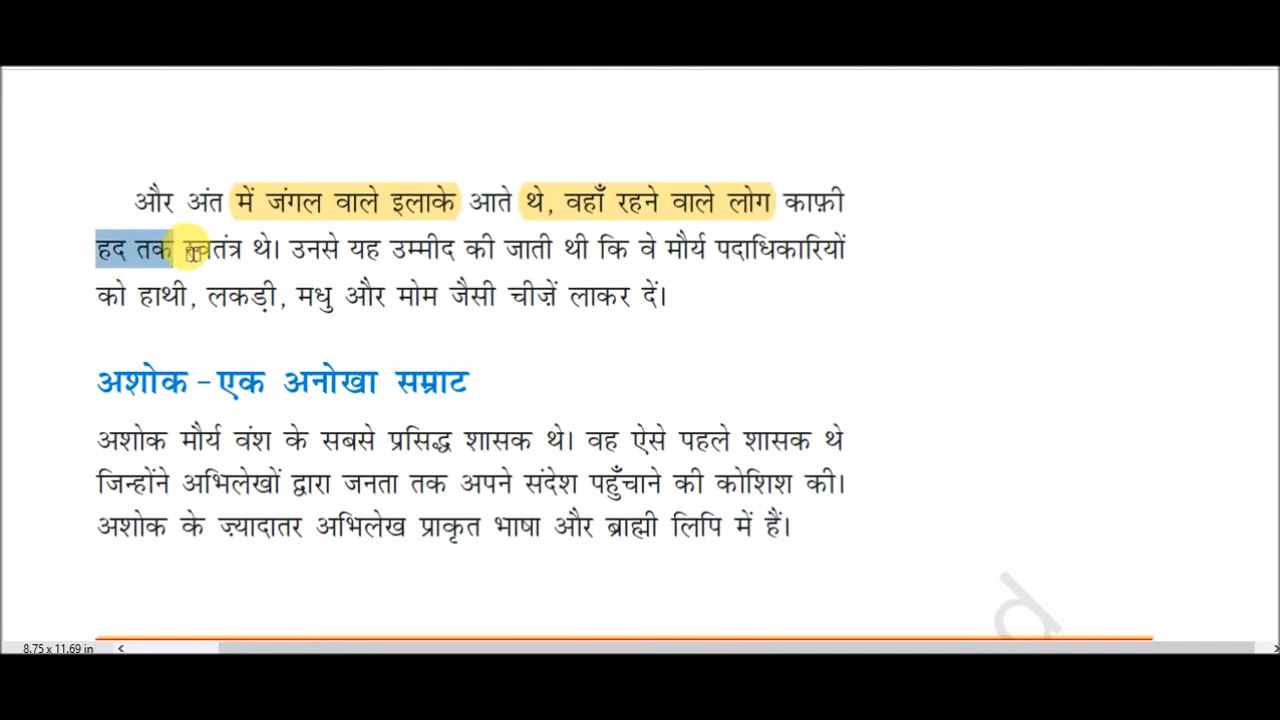 और अंत में जंगल वाले इलाके आते थे, वहाँ रहने वाले लोग काफ़ी
हद तक स्वतंत्र थे। उनसे यह उम्मीद की जाती थी कि वे मौर्य पदाधिकारियों
को हाथी, लकड़ी, मधु और मोम जैसी चीज़ें लाकर दें।
अशोक - एक अनोखा सम्राट
अशोक मौर्य वंश के सबसे प्रसिद्ध शासक थे। वह ऐसे पहले शासक थे
जिन्होंने अभिलेखों द्वारा जनता तक अपने संदेश पहुँचाने की कोशिश की।
अशोक के ज़्यादातर अभिलेख प्राकृत भाषा और ब्राह्मी लिपि में हैं।
d
8.75 x 11.69 in